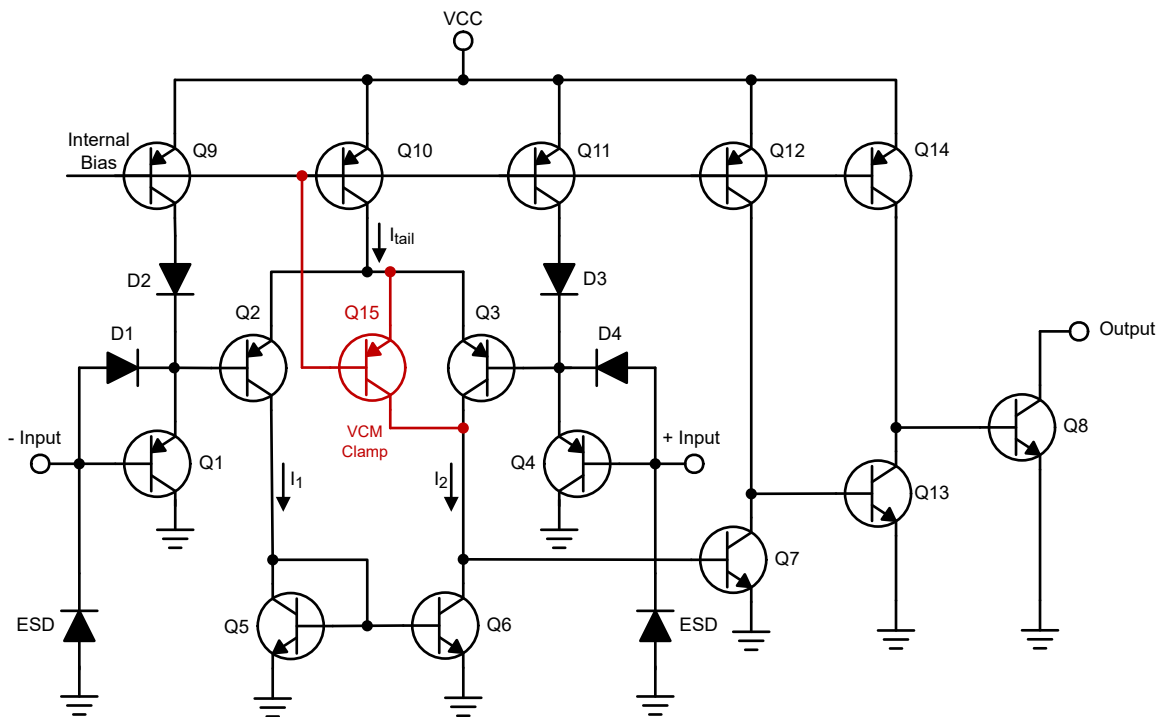 VCC
Internal
Bias
Q9
Q10
Q11
Q12
Q14
Itail
D2
D3
Q2
Q15
Q3
D1
D4
Output
VCM
Clamp
- Input
Q1
Q4
+ Input
Q8
I1
I2
Q13
Q7
ESD
Q5
Q6
ESD